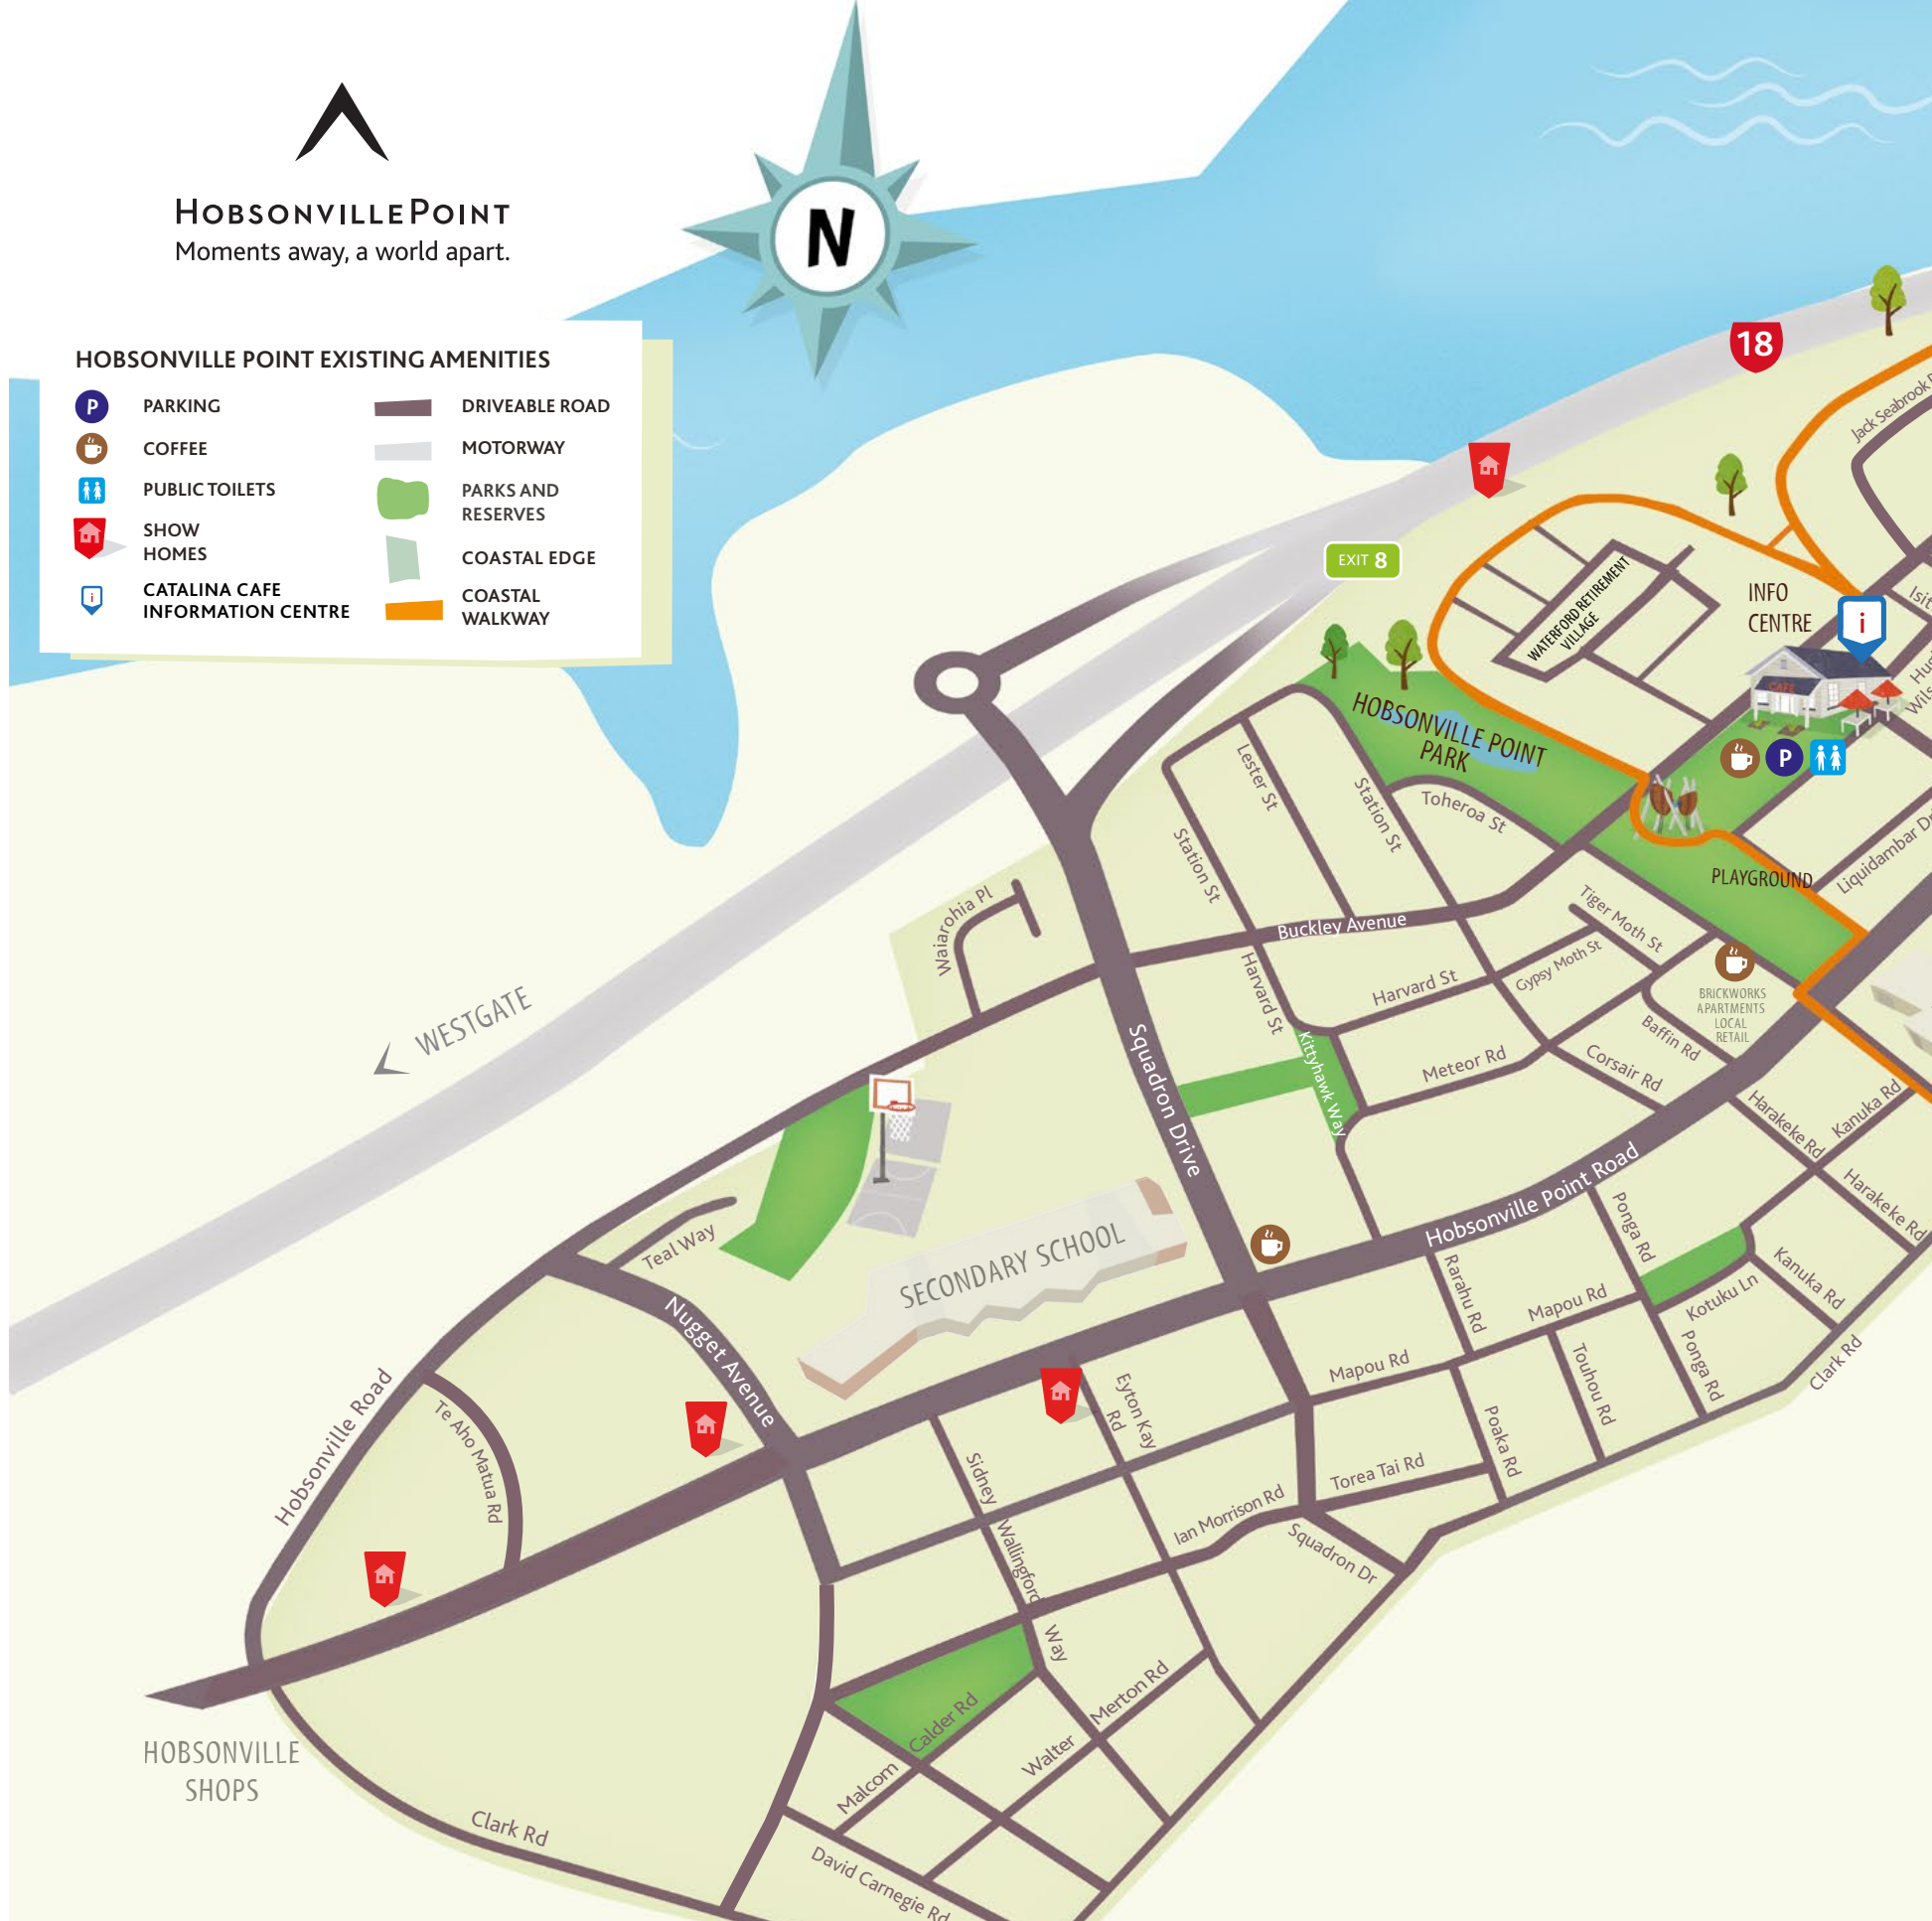 HOBSONVILLEPOINT
Moments away, a world apart.
N
HOBSONVILLE POINT EXISTING AMENITIES
P
PARKING
COFFEE
PUBLIC TOILETS
SHOW
HOMES
i
CATALINA CAFE
INFORMATION CENTRE
DRIVEABLE ROAD
MOTORWAY
PARKS AND
RESERVES
COASTAL EDGE
COASTAL
WALKWAY
18
EXIT 8
Jack Seabrook
WATERFORD RETIREMENT
VILLAGE
INFO
CENTRE
i
CAFE
P
HOBSONVILLE POINT
PARK
PLAYGROUND
Liquidambar
Lester St
Station St
Station St
Toheroa St
Buckley Avenue
Tiger Moth St
Gypsy Moth St
Harvard St
Harvard St
BRICKWORKS
APARTMENTS
LOCAL
RETAIL
Baffin Rd
Corsair Rd
Meteor Rd
Kittyhawk Way
Waiarohia Pl
WESTGATE
Squadron Drive
Harakeke Rd
Kanuka Rd
Harakeke Rd
Hobsonville Point Road
Ponga Rd
Kanuka Rd
Kotuku Ln
Rarahu Rd
Mapou Rd
Mapou Rd
Touhou Rd
Ponga Rd
Clark Rd
Poaka Rd
Torea Tai Rd
Teal Way
SECONDARY SCHOOL
Nugget Avenue
Hobsonville Road
Te Aho Matua Rd
Eyton Kay
Rd
Sidney
Wallingford
Way
Ian Morrison Rd
Squadron Dr
Merton Rd
Walter
Calder Rd
Malcom
David Carnegie Rd
HOBSONVILLE
SHOPS
Clark Rd